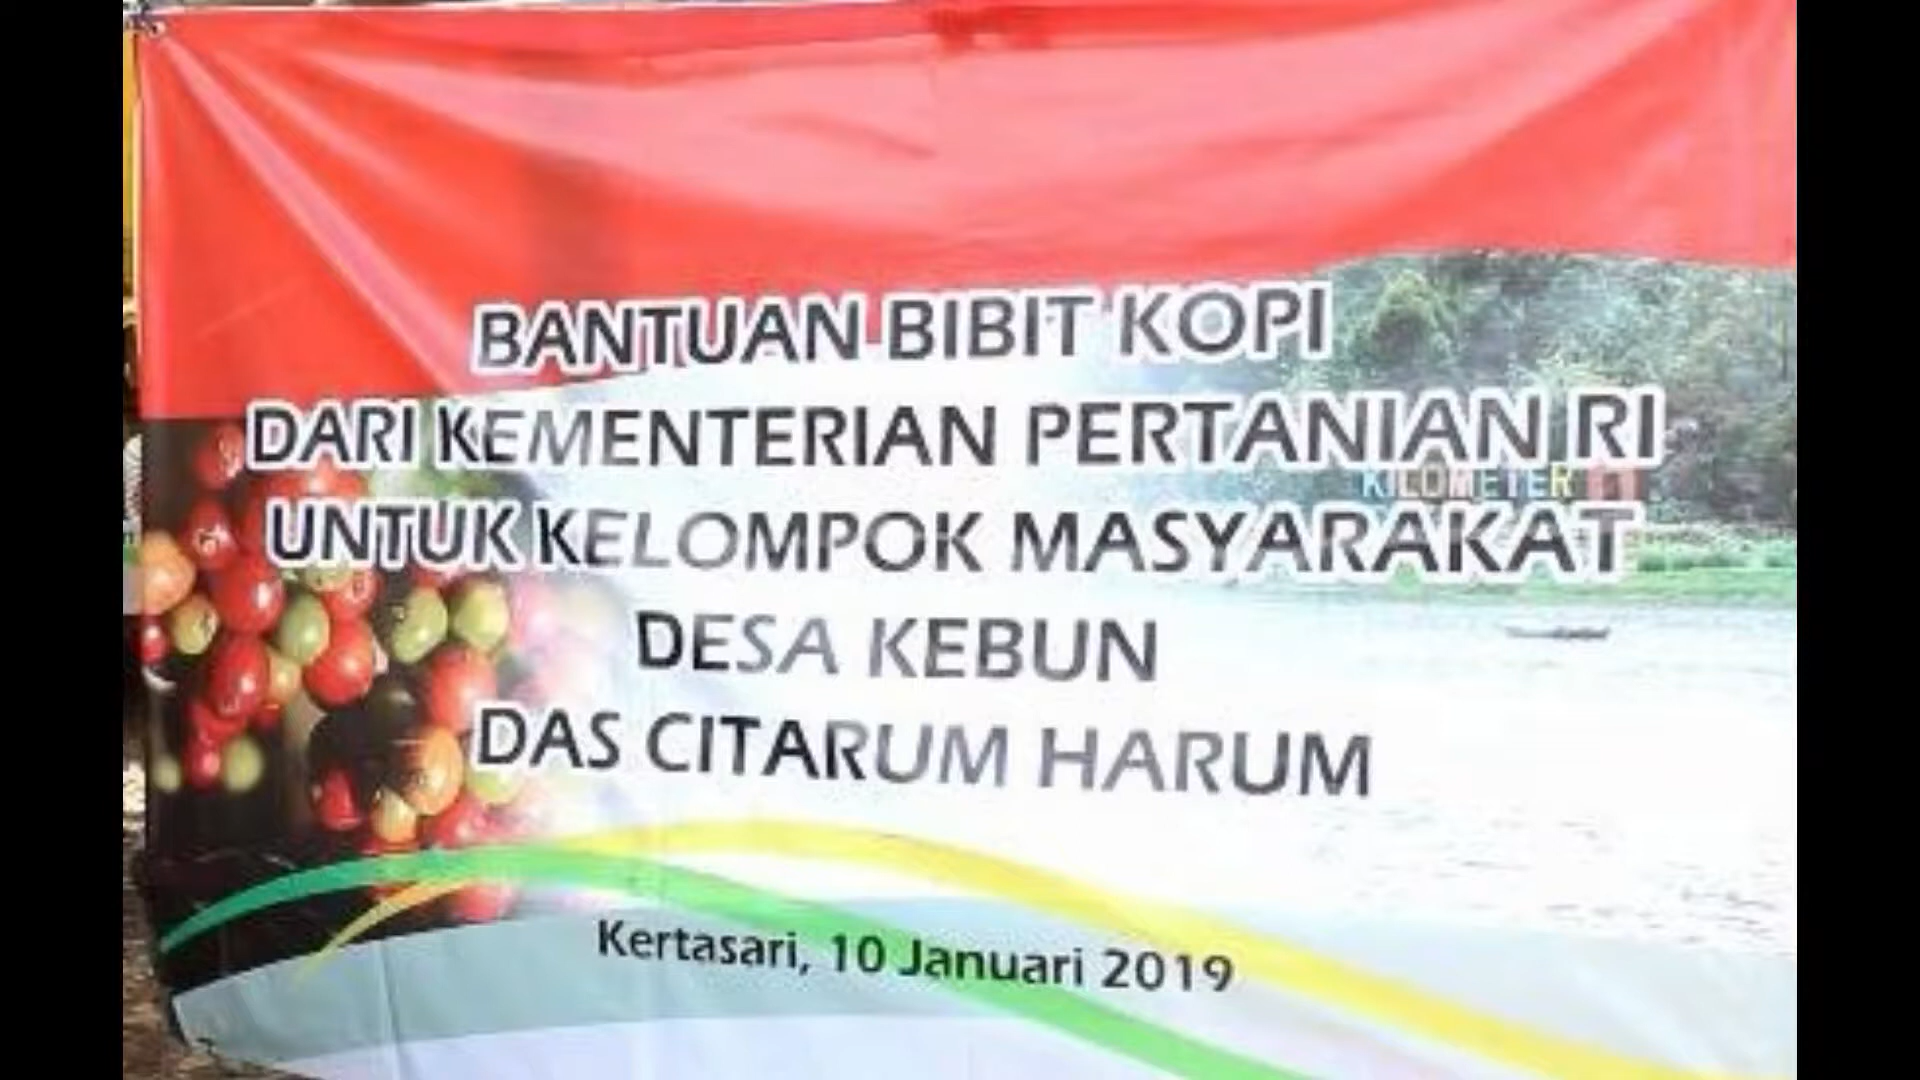 BANTUAN BIBIT KOPI
DARI KEMENTERIAN PERTANIAN RI
KILOMETER 0
UNTUK KELOMPOK MASYARAKAT
DESA KEBUN
DAS CITARUM HARUM
Kertasari, 10 Januari 2019